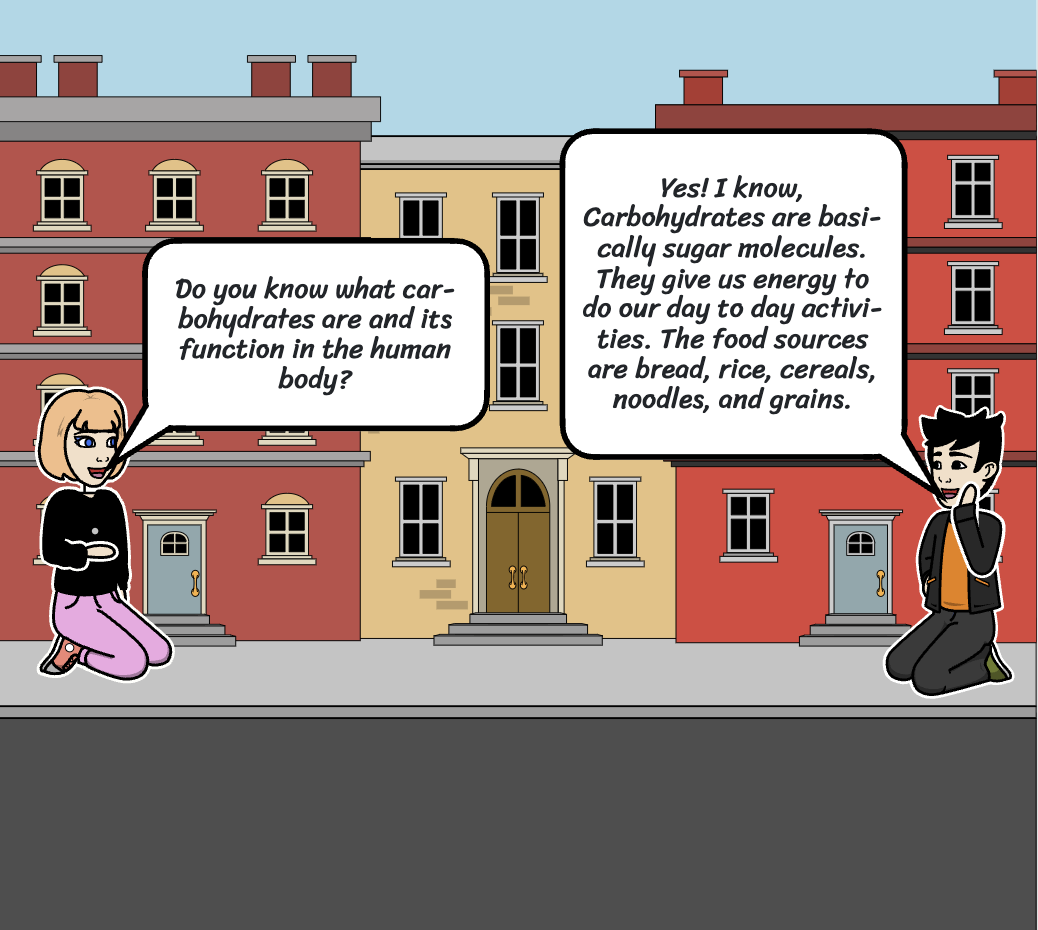 Do you know what car-
bohydrates are and its
function in the human
body?
Yes! I know,
Carbohydrates are basi-
cally sugar molecules.
They give us energy to
do our day to day activi-
ties. The food sources
are bread, rice, cereals,
noodles, and grains.